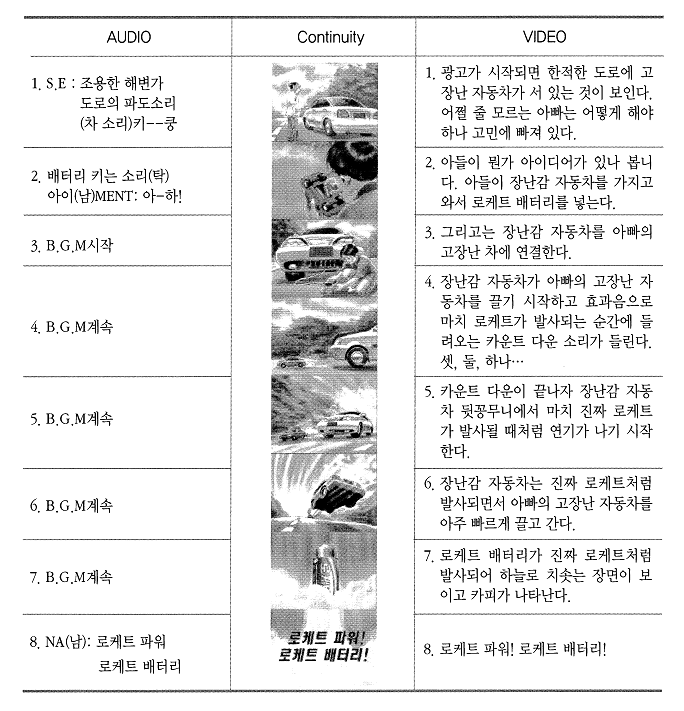 AUDIO
Continuity
VIDEO
1. S.E : 조용한 해변가
도로의 파도소리
(차 소리)키--쿵
1. 광고가 시작되면 한적한 도로에 고
장난 자동차가 서 있는 것이 보인다.
어쩔 줄 모르는 아빠는 어떻게 해야
하나 고민에 빠져 있다.
2. 배터리 키는 소리(탁)
아이(남)MENT: 아-하!
2. 아들이 뭔가 아이디어가 있나 봅니
다. 아들이 장난감 자동차를 가지고
와서 로케트 배터리를 넣는다.
3. B.G.M시작
3. 그리고는 장난감 자동차를 아빠의
고장난 차에 연결한다.
4. B.G.M계속
4. 장난감 자동차가 아빠의 고장난 자
동차를 끌기 시작하고 효과음으로
마치 로케트가 발사되는 순간에 들
려오는 카운트 다운 소리가 들린다.
셋, 둘, 하나…
5. B.G.M계속
5. 카운트 다운이 끝나자 장난감 자동
차 뒷꽁무니에서 마치 진짜 로케트
가 발사될 때처럼 연기가 나기 시작
한다.
6. B.G.M계속
6. 장난감 자동차는 진짜 로케트처럼
발사되면서 아빠의 고장난 자동차를
아주 빠르게 끌고 간다.
7. B.G.M계속
7. 로케트 배터리가 진짜 로케트처럼
발사되어 하늘로 치솟는 장면이 보
이고 카피가 나타난다.
8. NA(남): 로케트 파워
로케트 배터리
로케트 파워!
로케트 배터리!
8. 로케트 파워! 로케트 배터리!